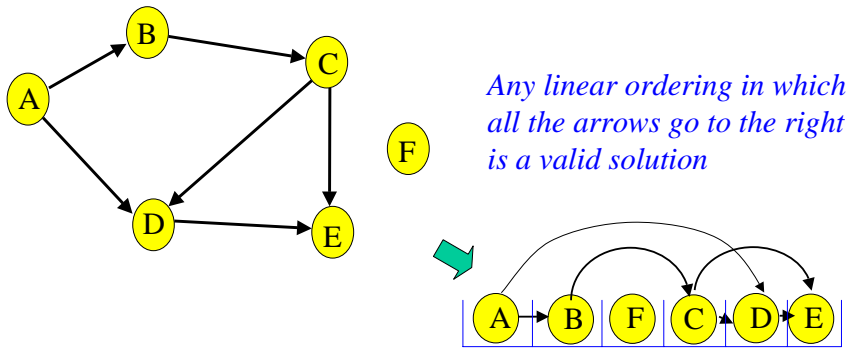 B
C
A
Any linear ordering in which
all the arrows go to the right
is a valid solution
F
D
E
A B F C D E